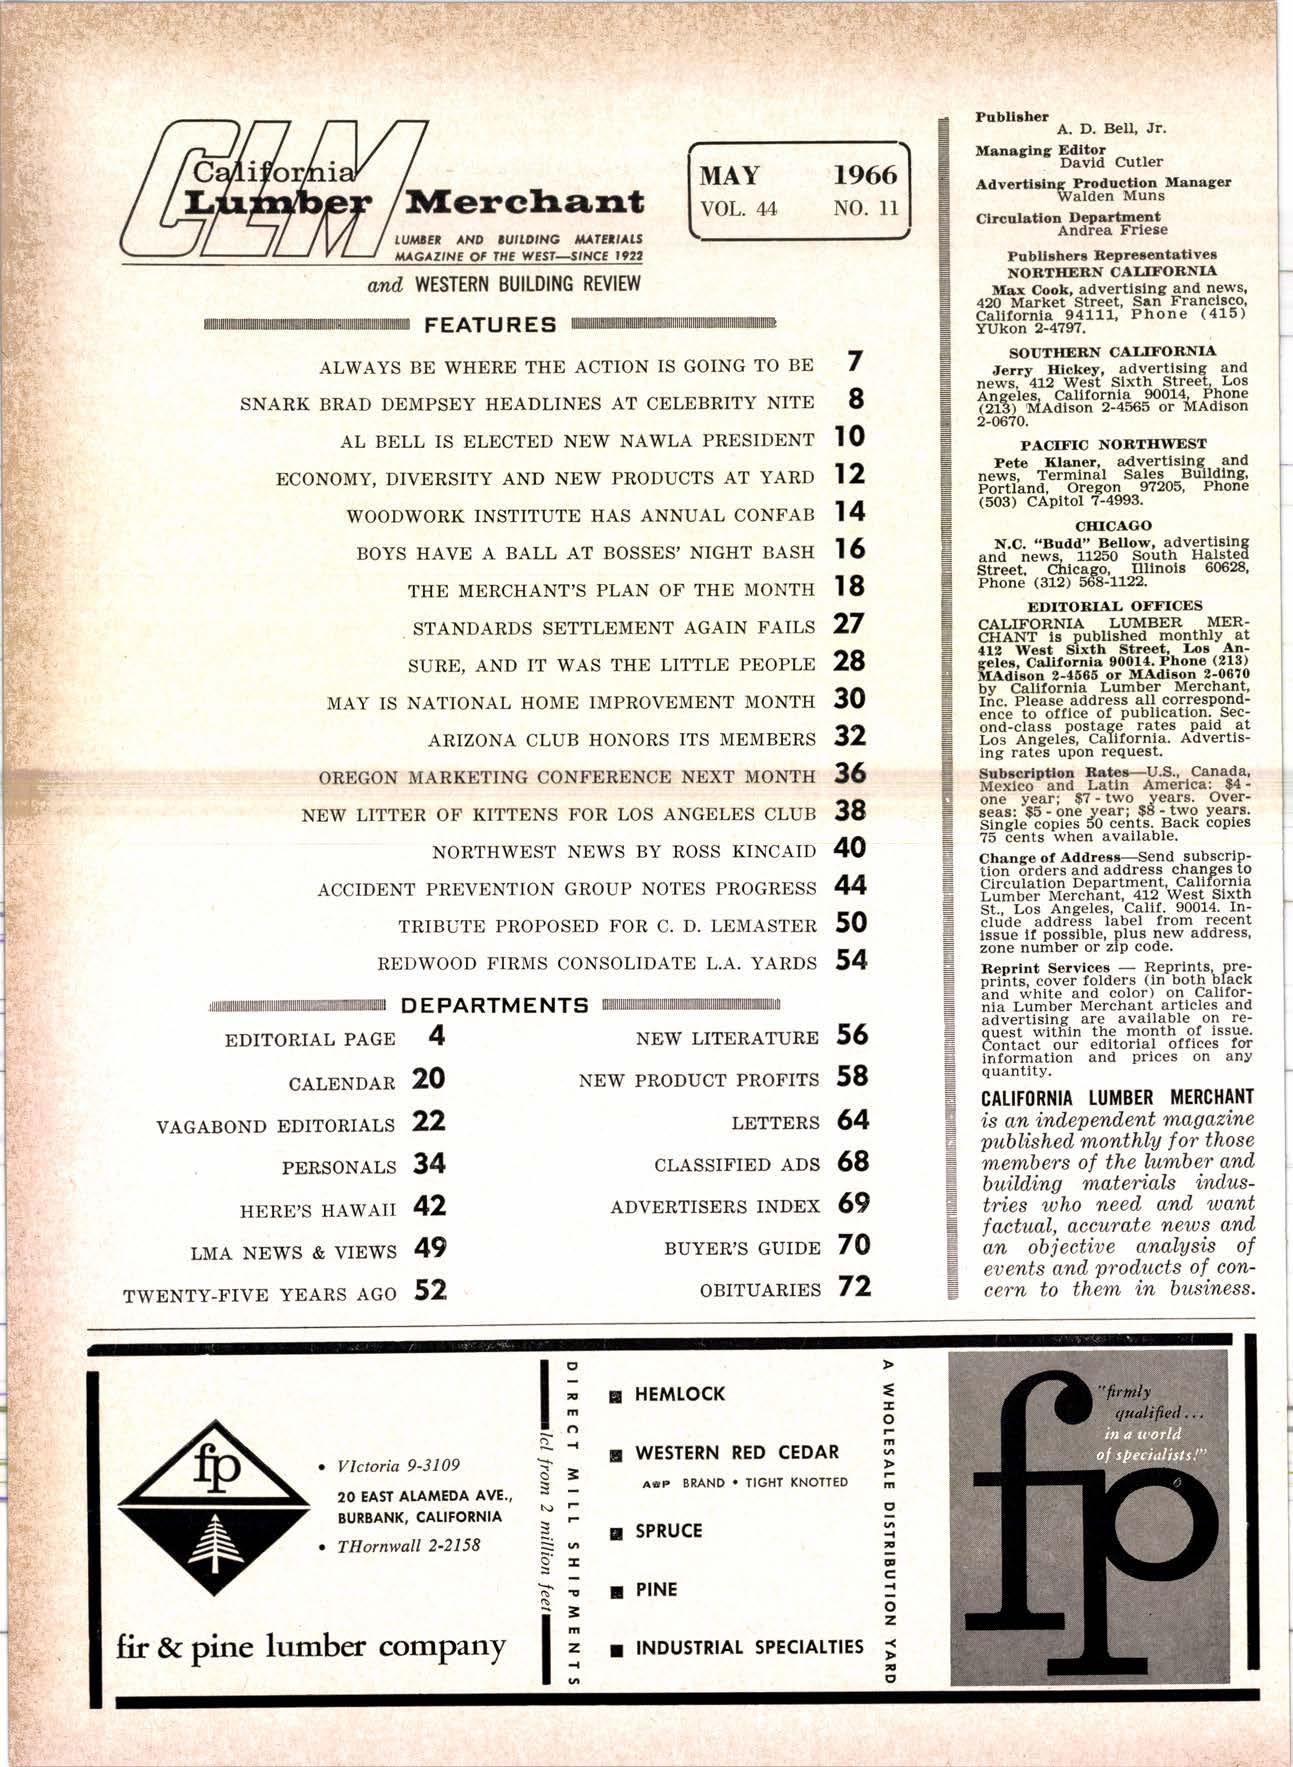 CLM
California
Lumber Merchant
LUMBER AND BUILDING MATERIALS
MAGAZINE OF THE WEST—SINCE 1922
and WESTERN BUILDING REVIEW
MAY 1966
VOL. 44 NO. 11
FEATURES
ALWAYS BE WHERE THE ACTION IS GOING TO BE 7
SNARK BRAD DEMPSEY HEADLINES AT CELEBRITY NITE 8
AL BELL IS ELECTED NEW NAWLA PRESIDENT 10
ECONOMY, DIVERSITY AND NEW PRODUCTS AT YARD 12
WOODWORK INSTITUTE HAS ANNUAL CONFAB 14
BOYS HAVE A BALL AT BOSSES' NIGHT BASH 16
THE MERCHANT'S PLAN OF THE MONTH 18
STANDARDS SETTLEMENT AGAIN FAILS 27
SURE, AND IT WAS THE LITTLE PEOPLE 28
MAY IS NATIONAL HOME IMPROVEMENT MONTH 30
ARIZONA CLUB HONORS ITS MEMBERS 32
OREGON MARKETING CONFERENCE NEXT MONTH 36
NEW LITTER OF KITTENS FOR LOS ANGELES CLUB 38
NORTHWEST NEWS BY ROSS KINCAID 40
ACCIDENT PREVENTION GROUP NOTES PROGRESS 44
TRIBUTE PROPOSED FOR C. D. LEMASTER 50
REDWOOD FIRMS CONSOLIDATE L.A. YARDS 54
DEPARTMENTS
EDITORIAL PAGE 4
CALENDAR 20
VAGABOND EDITORIALS 22
PERSONALS 34
HERE'S HAWAII 42
LMA NEWS & VIEWS 49
TWENTY-FIVE YEARS AGO 52
NEW LITERATURE 56
NEW PRODUCT PROFITS 58
LETTERS 64
CLASSIFIED ADS 68
ADVERTISERS INDEX 69
BUYER'S GUIDE 70
OBITUARIES 72
Publisher
A. D. Bell, Jr.
Managing Editor
David Cutler
Advertising Production Manager
Walden Muns
Circulation Department
Andrea Friese
Publishers Representatives
NORTHERN CALIFORNIA
Max Cook, advertising and news,
420 Market Street, San Francisco,
California 94111, Phone (415)
YUkon 2-4797.
SOUTHERN CALIFORNIA
Jerry Hickey, advertising and
news, 412 West Sixth Street, Los
Angeles, California 90014, Phone
(213) MAdison 2-4565 or MAdison
2-0670.
PACIFIC NORTHWEST
Pete Klaner, advertising and
news, Terminal Sales Building,
Portland, Oregon 97205, Phone
(503) CApitol 7-4993.
CHICAGO
N.C. "Budd" Bellow, advertising
and news, 11250 South Halsted
Street, Chicago, Illinois 60628,
Phone (312) 568-1122.
EDITORIAL OFFICES
CALIFORNIA LUMBER MER-
CHANT is published monthly at
412 West Sixth Street, Los An-
geles, California 90014. Phone (213)
MAdison 2-4565 or MAdison 2-0670
by California Lumber Merchant,
Inc. Please address all correspond-
ence to office of publication. Sec-
ond-class postage rates paid at
Los Angeles, California. Advertis-
ing rates upon request.
Subscription Rates—U.S., Canada,
Mexico and Latin America: $4 -
one year; $7 - two years. Over-
seas: $5 - one year; $8 - two years.
Single copies 50 cents. Back copies
75 cents when available.
Change of Address—Send subscrip-
tion orders and address changes to
Circulation Department, California
Lumber Merchant, 412 West Sixth
St., Los Angeles, Calif. 90014. In-
clude address label from recent
issue if possible, plus new address,
zone number or zip code.
Reprint Services — Reprints, pre-
prints, cover folders (in both black
and white and color) on Califor-
nia Lumber Merchant articles and
advertising are available on re-
quest within the month of issue.
Contact our editorial offices for
information and prices on any
quantity.
CALIFORNIA LUMBER MERCHANT
is an independent magazine
published monthly for those
members of the lumber and
building materials indus-
tries who need and want
factual, accurate news and
an objective analysis of
events and products of con-
cern to them in business.
fp
• VIctoria 9-3109
20 EAST ALAMEDA AVE.,
BURBANK, CALIFORNIA
• THornwall 2-2158
fir & pine lumber company
lcl from 2 million feet
DIRECT MILL SHIPMENTS
HEMLOCK
WESTERN RED CEDAR
A&P BRAND • TIGHT KNOTTED
SPRUCE
PINE
INDUSTRIAL SPECIALTIES
A WHOLESALE DISTRIBUTION YARD
"firmly
qualified...
in a world
of specialists!"
fp